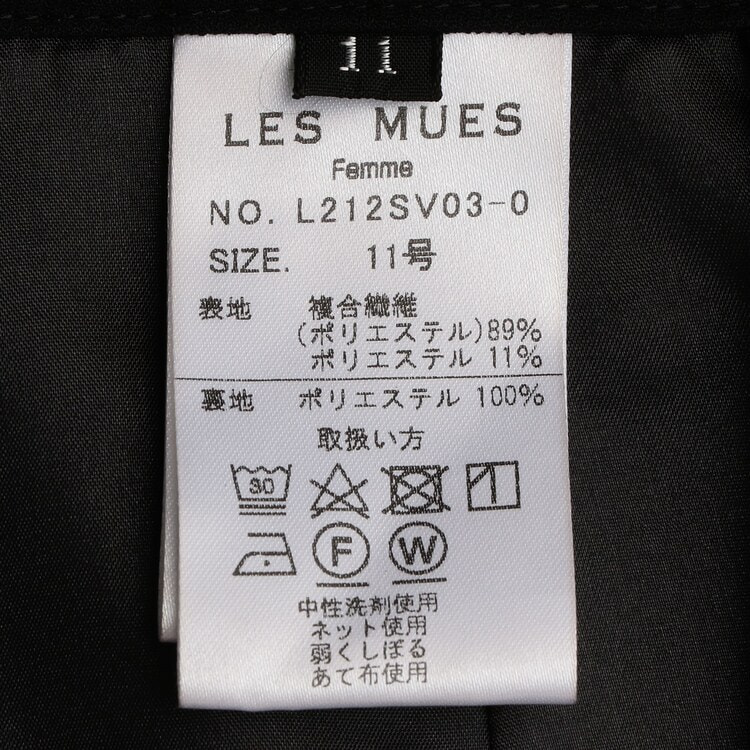 11
LES MUES
Femme
NO. L212SV03-0
SIZE. 11号
表地 複合繊維
(ポリエステル)89%
ポリエステル 11%
裏地 ポリエステル 100%
取扱い方
30
F W
中性洗剤使用
ネット使用
弱くしぼる
あて布使用